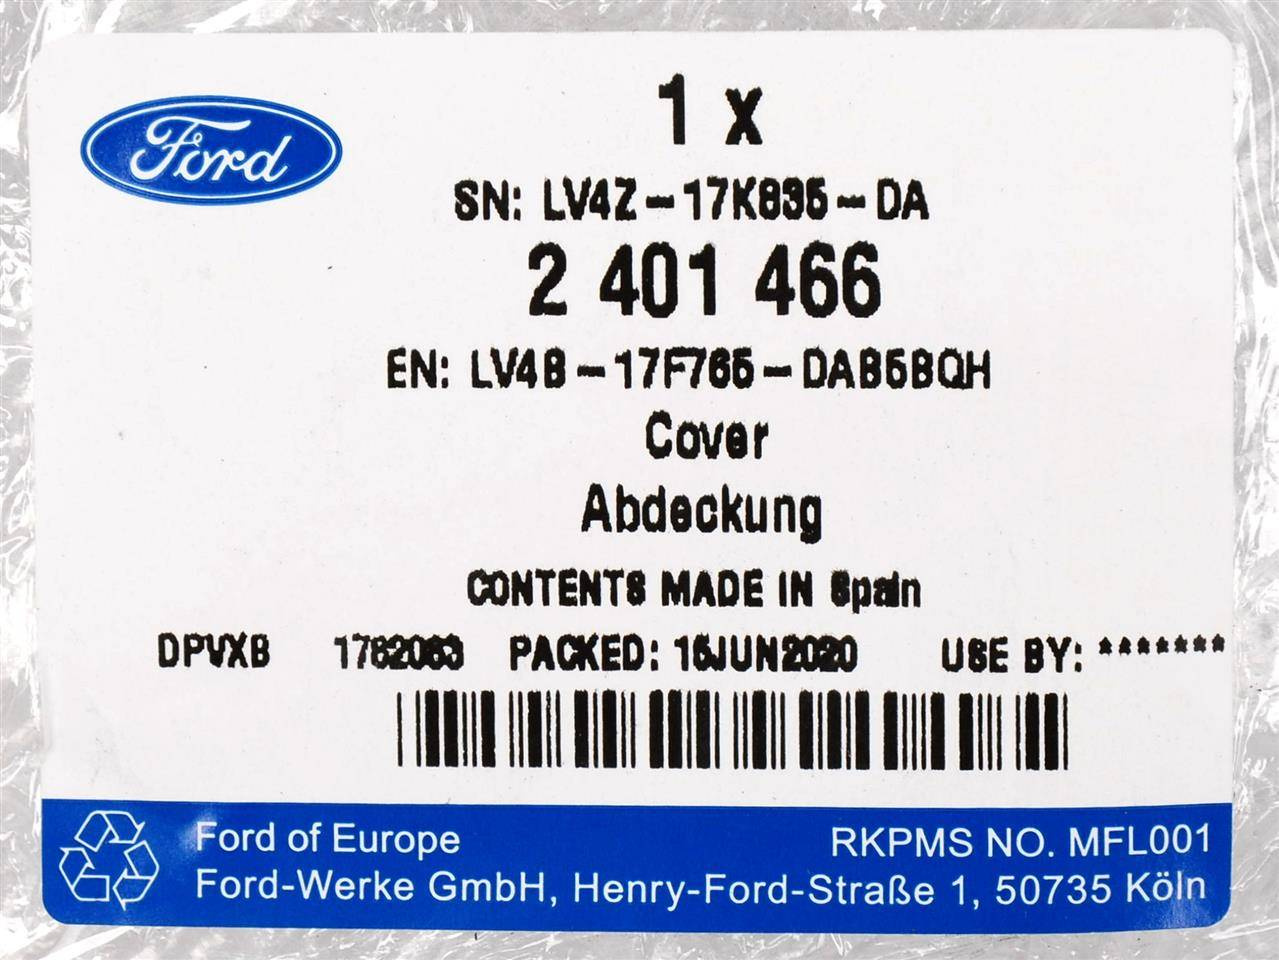 Ford
1 x
SN: LV4Z-17K835-DA
2 401 466
EN: LV4B-17F765-DAB5BQH
Cover
Abdeckung
CONTENTS MADE IN Spain
DPVXB 1762063 PACKED: 15JUN2020 USE BY: *******
Ford of Europe RKPMS NO. MFL001
Ford-Werke GmbH, Henry-Ford-Straße 1, 50735 Köln